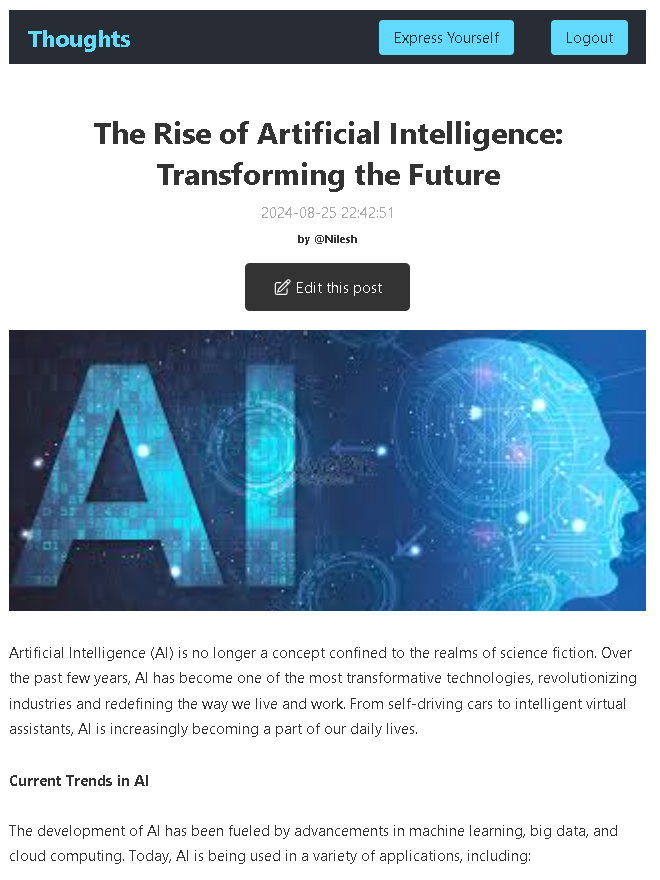 Thoughts
Express Yourself
Logout
The Rise of Artificial Intelligence:
Transforming the Future
2024-08-25 22:42:51
by @Nilesh
Edit this post
AI
Artificial Intelligence (AI) is no longer a concept confined to the realms of science fiction. Over
the past few years, AI has become one of the most transformative technologies, revolutionizing
industries and redefining the way we live and work. From self-driving cars to intelligent virtual
assistants, AI is increasingly becoming a part of our daily lives.
Current Trends in AI
The development of AI has been fueled by advancements in machine learning, big data, and
cloud computing. Today, AI is being used in a variety of applications, including: